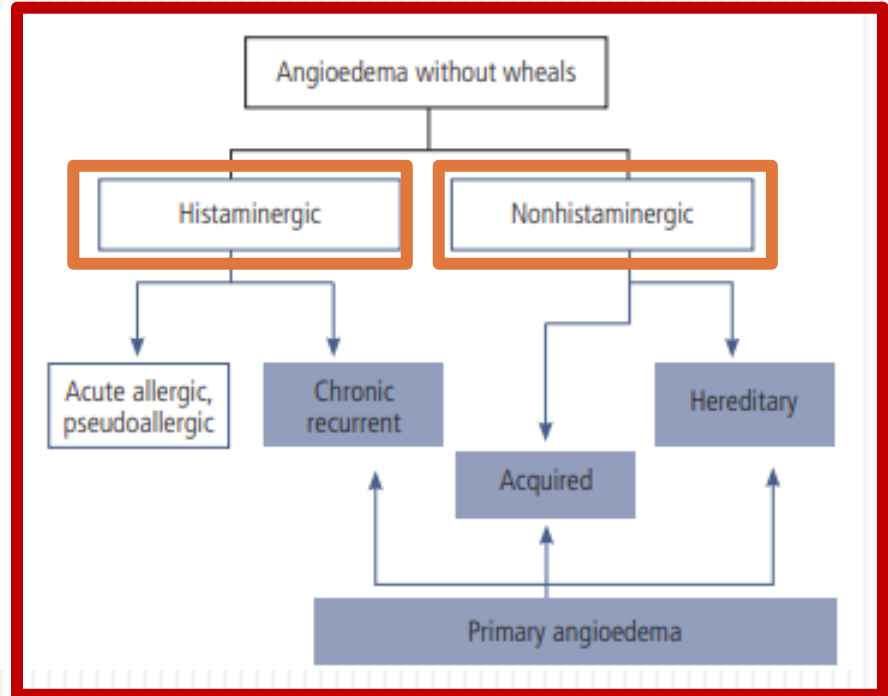 Angioedema without wheals
Histaminergic
Nonhistaminergic
Acute allergic,
pseudoallergic
Chronic
recurrent
Hereditary
Acquired
Primary angioedema